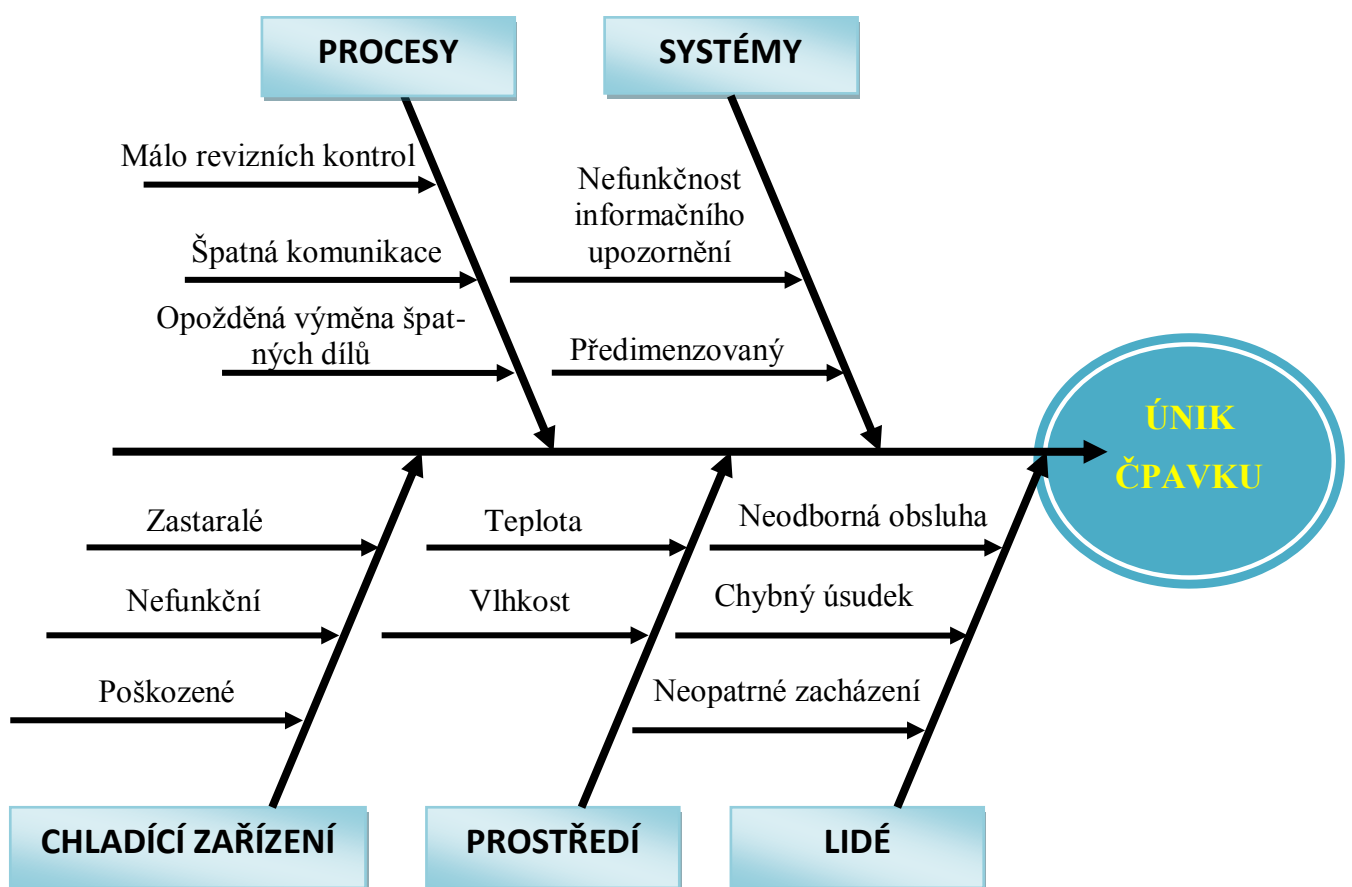 PROCESY
SYSTÉMY
Málo revizních kontrol
Špatná komunikace
Opožděná výměna špat-
ných dílů
Nefunkčnost
informačního
upozornění
Předimenzovaný
ÚNIK
ČPAVKU
Zastaralé
Nefunkční
Poškozené
Teplota
Vlhkost
Neodborná obsluha
Chybný úsudek
Neopatrné zacházení
CHLADÍCÍ ZAŘÍZENÍ
PROSTŘEDÍ
LIDÉ